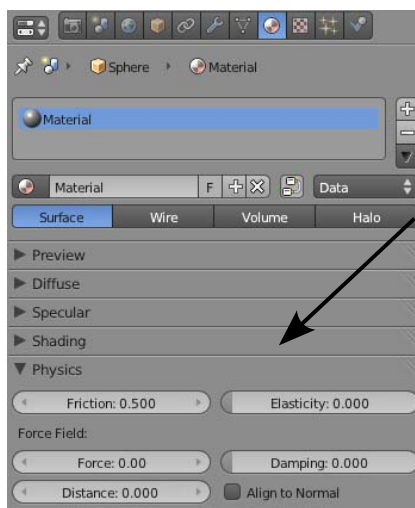 Sphere Material
Material
Material F Data
Surface Wire Volume Halo
Preview
Diffuse
Specular
Shading
Physics
Friction: 0.500 Elasticity: 0.000
Force Field:
Force: 0.00 Damping: 0.000
Distance: 0.000 Align to Normal